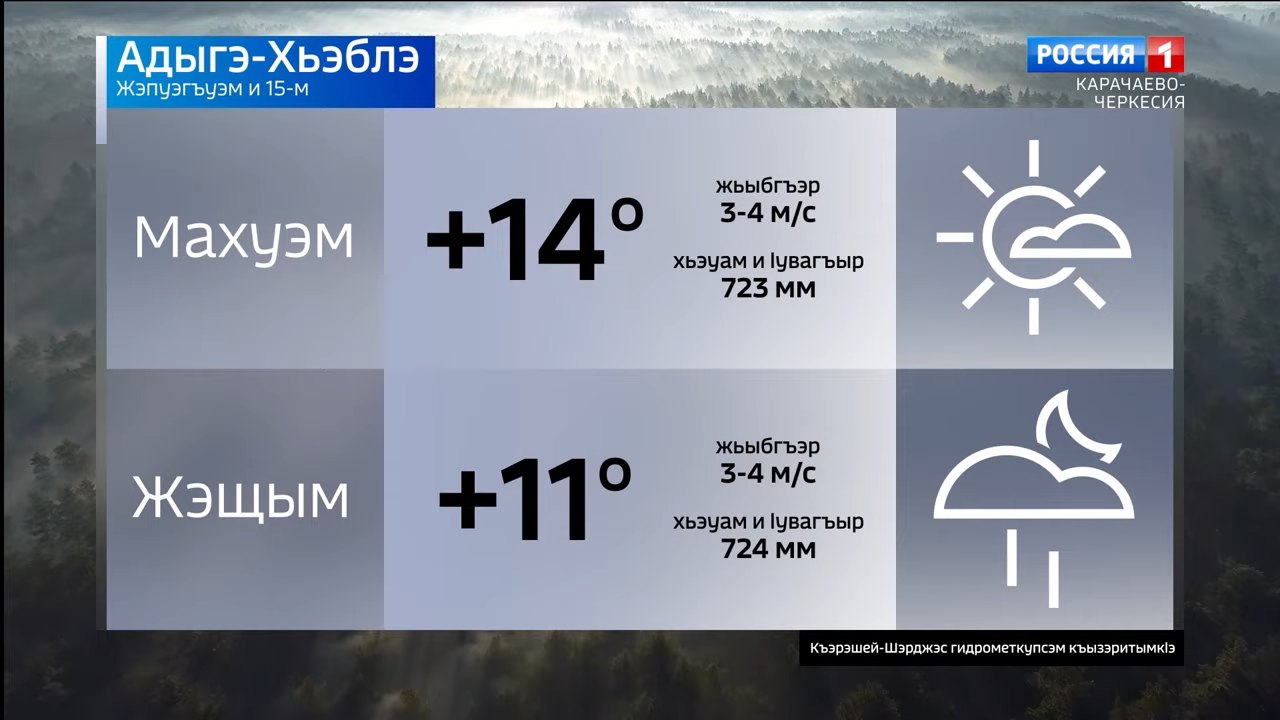 Адыгэ-Хьэблэ
Жэпуэгъуэм и 15-м
РОССИЯ 1
КАРАЧАЕВО-
ЧЕРКЕСИЯ
Махуэм
+14°
жьыбгъэр
3-4 м/с
хьэуам и Iувагъыр
723 мм
Жэщым
+11°
жьыбгъэр
3-4 м/с
хьэуам и Iувагъыр
724 мм
Къэрэшей-Шэрджэс гидрометкупсэм къызэритымкIэ